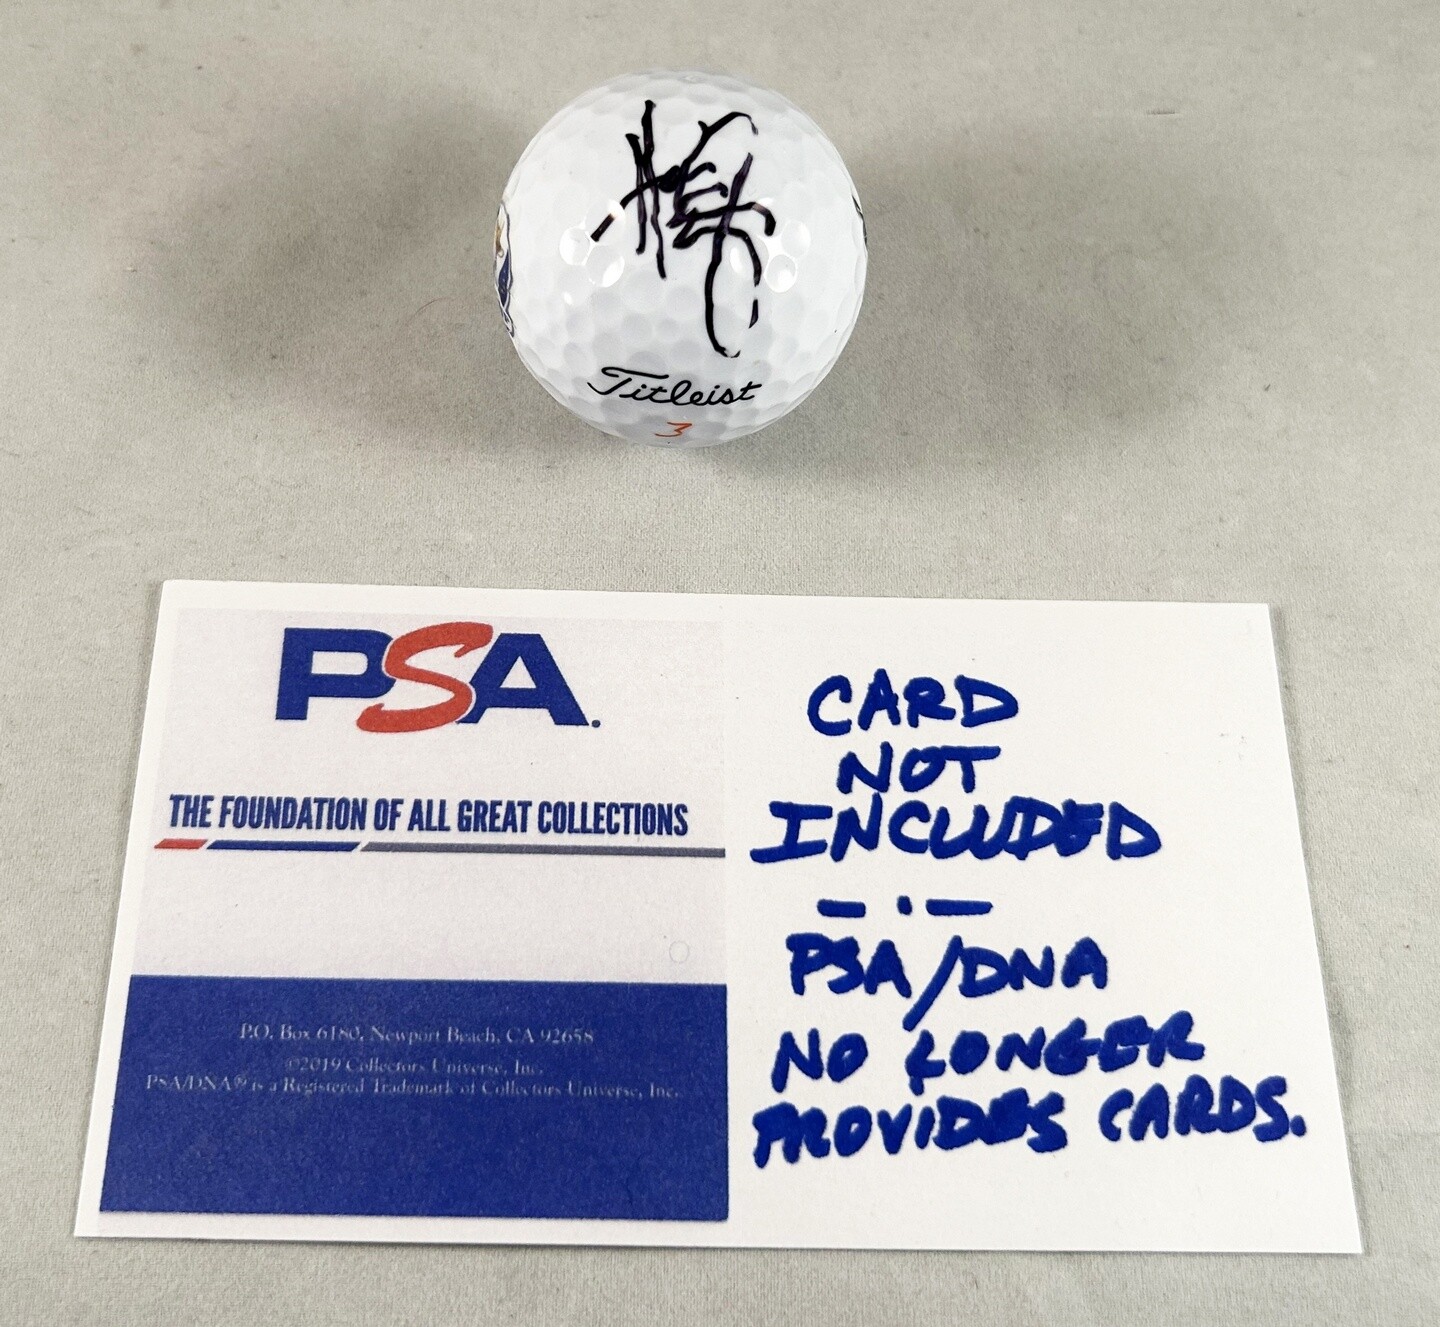 Titleist
3
PSA.
THE FOUNDATION OF ALL GREAT COLLECTIONS
P.O. Box 6180, Newport Beach, CA 92658
©2019 Collectors Universe, Inc.
PSA/DNA® is a Registered Trademark of Collectors Universe, Inc.
CARD
NOT
INCLUDED
— · —
PSA/DNA
NO LONGER
PROVIDES CARDS.